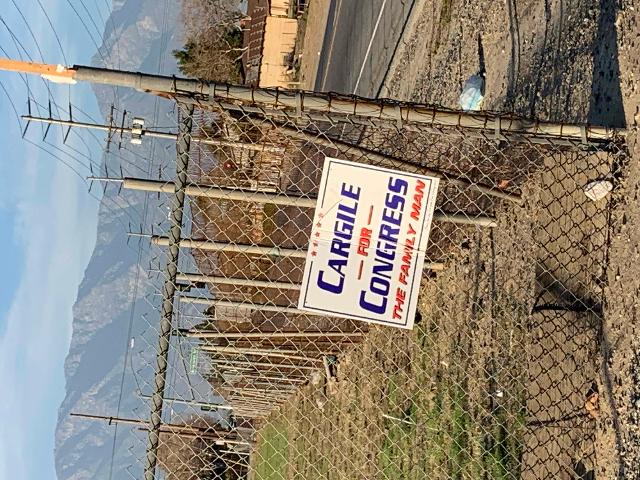 CARGILE
FOR
CONGRESS
THE FAMILY MAN